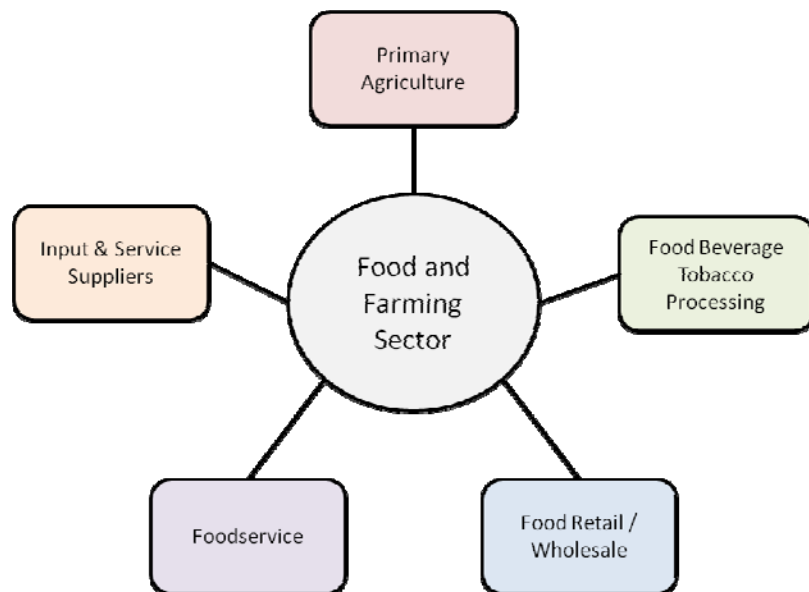 Primary
Agriculture
Input & Service
Suppliers
Food and
Farming
Sector
Food Beverage
Tobacco
Processing
Foodservice
Food Retail /
Wholesale